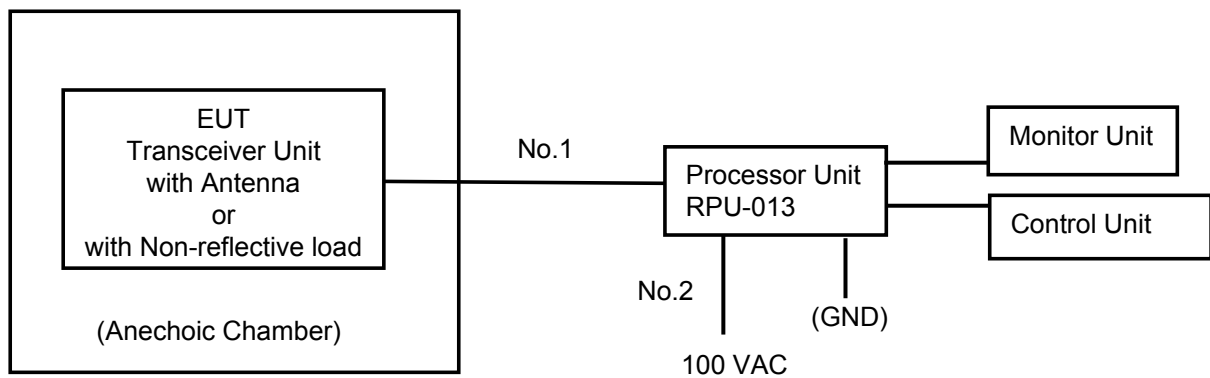 EUT
Transceiver Unit
with Antenna
or
with Non-reflective load
(Anechoic Chamber)
No.1
Processor Unit
RPU-013
Monitor Unit
Control Unit
No.2
(GND)
100 VAC